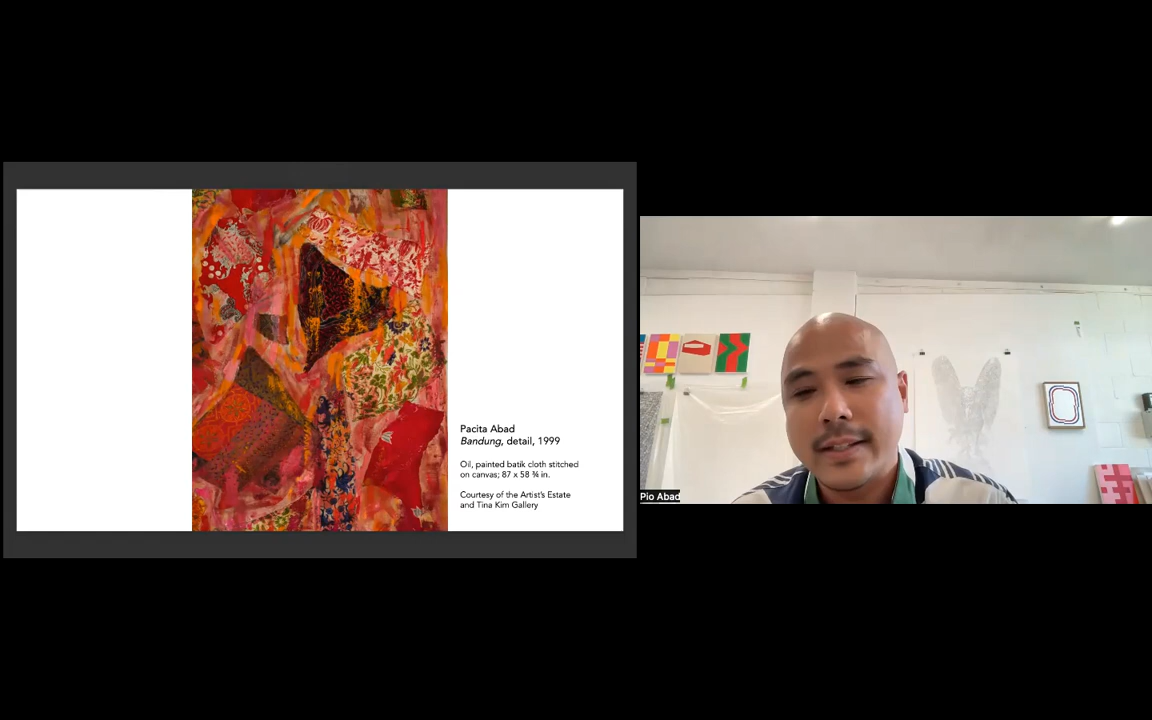 Pacita Abad
Bandung, detail, 1999
Oil, painted batik cloth stitched
on canvas; 87 x 58 ¾ in.
Courtesy of the Artist's Estate
and Tina Kim Gallery
Pio Abad